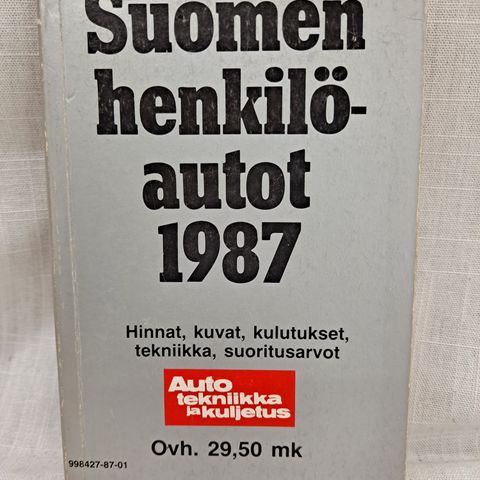 Suomen
henkilö-
autot
1987
Hinnat, kuvat, kulutukset,
tekniikka, suoritusarvot
Auto
tekniikka
ja kuljetus
Ovh. 29,50 mk
998427-87-01